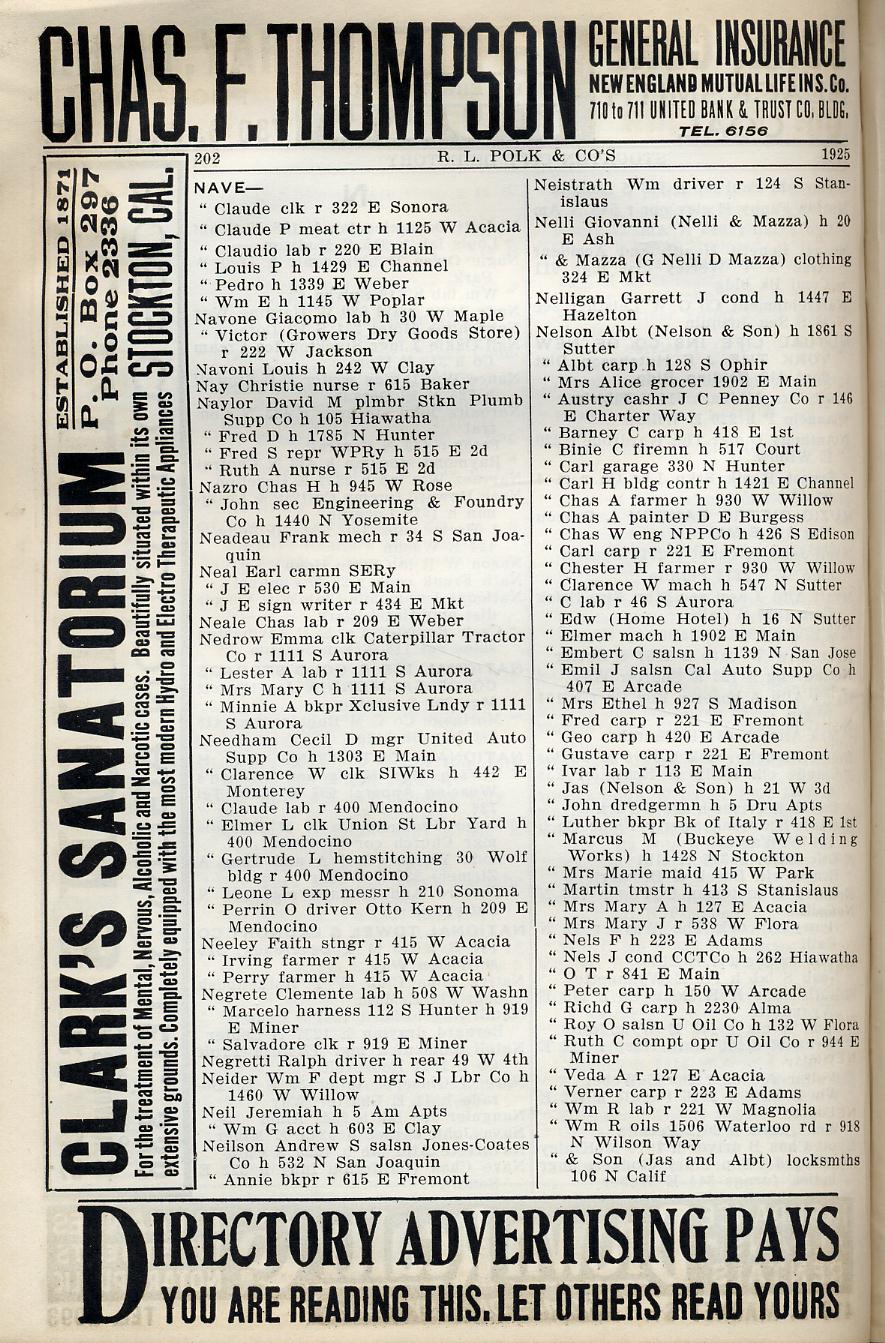 CHAS. F. THOMPSON
GENERAL INSURANCE
NEW ENGLAND MUTUAL LIFE INS. Co.
710 to 711 UNITED BANK & TRUST CO. BLDG.
TEL. 6156
202 R. L. POLK & CO'S 1925
CLARK'S SANATORIUM
ESTABLISHED 1871
P. O. Box 297
Phone 2336
STOCKTON, CAL.
For the treatment of Mental, Nervous, Alcoholic and Narcotic cases. Beautifully situated within its own
extensive grounds. Completely equipped with the most modern Hydro and Electro Therapeutic Appliances
NAVE—
" Claude clk r 322 E Sonora
" Claude P meat ctr h 1125 W Acacia
" Claudio lab r 220 E Blain
" Louis P h 1429 E Channel
" Pedro h 1339 E Weber
" Wm E h 1145 W Poplar
Navone Giacomo lab h 30 W Maple
" Victor (Growers Dry Goods Store)
r 222 W Jackson
Navoni Louis h 242 W Clay
Nay Christie nurse r 615 Baker
Naylor David M plmbr Stkn Plumb
Supp Co h 105 Hiawatha
" Fred D h 1785 N Hunter
" Fred S repr WPRy h 515 E 2d
" Ruth A nurse r 515 E 2d
Nazro Chas H h 945 W Rose
" John sec Engineering & Foundry
Co h 1440 N Yosemite
Neadeau Frank mech r 34 S San Joa-
quin
Neal Earl carmn SERy
" J E elec r 530 E Main
" J E sign writer r 434 E Mkt
Neale Chas lab r 209 E Weber
Nedrow Emma clk Caterpillar Tractor
Co r 1111 S Aurora
" Lester A lab r 1111 S Aurora
" Mrs Mary C h 1111 S Aurora
" Minnie A bkpr Xclusive Lndy r 1111
S Aurora
Needham Cecil D mgr United Auto
Supp Co h 1303 E Main
" Clarence W clk SIWks h 442 E
Monterey
" Claude lab r 400 Mendocino
" Elmer L clk Union St Lbr Yard h
400 Mendocino
" Gertrude L hemstitching 30 Wolf
bldg r 400 Mendocino
" Leone L exp messr h 210 Sonoma
" Perrin O driver Otto Kern h 209 E
Mendocino
Neeley Faith stngr r 415 W Acacia
" Irving farmer r 415 W Acacia
" Perry farmer h 415 W Acacia
Negrete Clemente lab h 508 W Washn
" Marcelo harness 112 S Hunter h 919
E Miner
" Salvadore clk r 919 E Miner
Negretti Ralph driver h rear 49 W 4th
Neider Wm F dept mgr S J Lbr Co h
1460 W Willow
Neil Jeremiah h 5 Am Apts
" Wm G acct h 603 E Clay
Neilson Andrew S salsn Jones-Coates
Co h 532 N San Joaquin
" Annie bkpr r 615 E Fremont
Neistrath Wm driver r 124 S Stan-
islaus
Nelli Giovanni (Nelli & Mazza) h 20
E Ash
" & Mazza (G Nelli D Mazza) clothing
324 E Mkt
Nelligan Garrett J cond h 1447 E
Hazelton
Nelson Albt (Nelson & Son) h 1861 S
Sutter
" Albt carp h 128 S Ophir
" Mrs Alice grocer 1902 E Main
" Austry cashr J C Penney Co r 146
E Charter Way
" Barney C carp h 418 E 1st
" Binie C firemn h 517 Court
" Carl garage 330 N Hunter
" Carl H bldg contr h 1421 E Channel
" Chas A farmer h 930 W Willow
" Chas A painter D E Burgess
" Chas W eng NPPCo h 426 S Edison
" Carl carp r 221 E Fremont
" Chester H farmer r 930 W Willow
" Clarence W mach h 547 N Sutter
" C lab r 46 S Aurora
" Edw (Home Hotel) h 16 N Sutter
" Elmer mach h 1902 E Main
" Embert C salsn h 1139 N San Jose
" Emil J salsn Cal Auto Supp Co h
407 E Arcade
" Mrs Ethel h 927 S Madison
" Fred carp r 221 E Fremont
" Geo carp h 420 E Arcade
" Gustave carp r 221 E Fremont
" Ivar lab r 113 E Main
" Jas (Nelson & Son) h 21 W 3d
" John dredgermn h 5 Dru Apts
" Luther bkpr Bk of Italy r 418 E 1st
" Marcus M (Buckeye Welding
Works) h 1428 N Stockton
" Mrs Marie maid 415 W Park
" Martin tmstr h 413 S Stanislaus
" Mrs Mary A h 127 E Acacia
" Mrs Mary J r 538 W Flora
" Nels F h 223 E Adams
" Nels J cond CCTCo h 262 Hiawatha
" O T r 841 E Main
" Peter carp h 150 W Arcade
" Richd G carp h 2230 Alma
" Roy O salsn U Oil Co h 132 W Flora
" Ruth C compt opr U Oil Co r 944 E
Miner
" Veda A r 127 E Acacia
" Verner carp r 223 E Adams
" Wm R lab r 221 W Magnolia
" Wm R oils 1506 Waterloo rd r 918
N Wilson Way
" & Son (Jas and Albt) locksmths
106 N Calif
DIRECTORY ADVERTISING PAYS
YOU ARE READING THIS, LET OTHERS READ YOURS